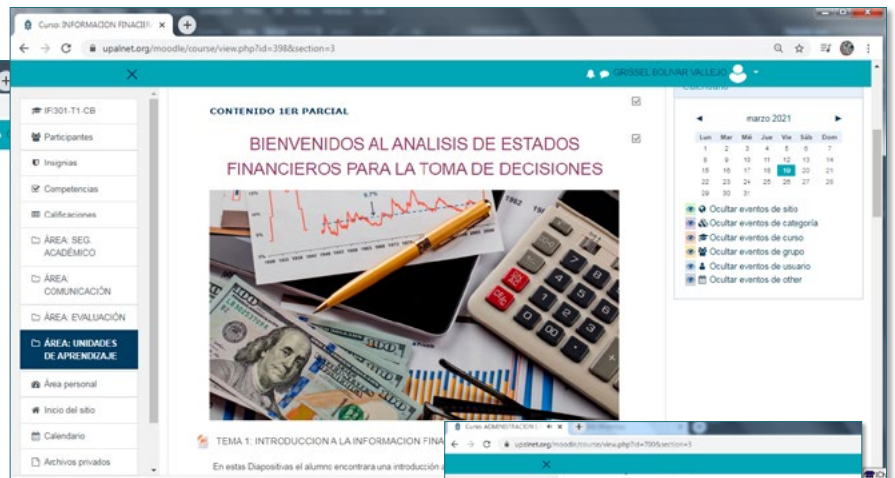 Curso: INFORMACION FINACIER
upalnet.org/moodle/course/view.php?id=398&section=3
GRISSEL BOLIVAR VALLEJO
IFI301-T1-CB
Participantes
Insignias
Competencias
Calificaciones
ÁREA: SEG.
ACADÉMICO
ÁREA:
COMUNICACIÓN
ÁREA: EVALUACIÓN
ÁREA: UNIDADES
DE APRENDIZAJE
Área personal
Inicio del sitio
Calendario
Archivos privados
CONTENIDO 1ER PARCIAL
BIENVENIDOS AL ANALISIS DE ESTADOS
FINANCIEROS PARA LA TOMA DE DECISIONES
TEMA 1: INTRODUCCION A LA INFORMACION FINA
En estas Diapositivas el alumno encontrara una introducción a
Calendario
marzo 2021
Lun Mar Mié Jue Vie Sáb Dom
1 2 3 4 5 6 7
8 9 10 11 12 13 14
15 16 17 18 19 20 21
22 23 24 25 26 27 28
29 30 31
Ocultar eventos de sitio
Ocultar eventos de categoría
Ocultar eventos de curso
Ocultar eventos de grupo
Ocultar eventos de usuario
Ocultar eventos de other
Curso: ADMINISTRACION
upalnet.org/moodle/course/view.php?id=700&section=3